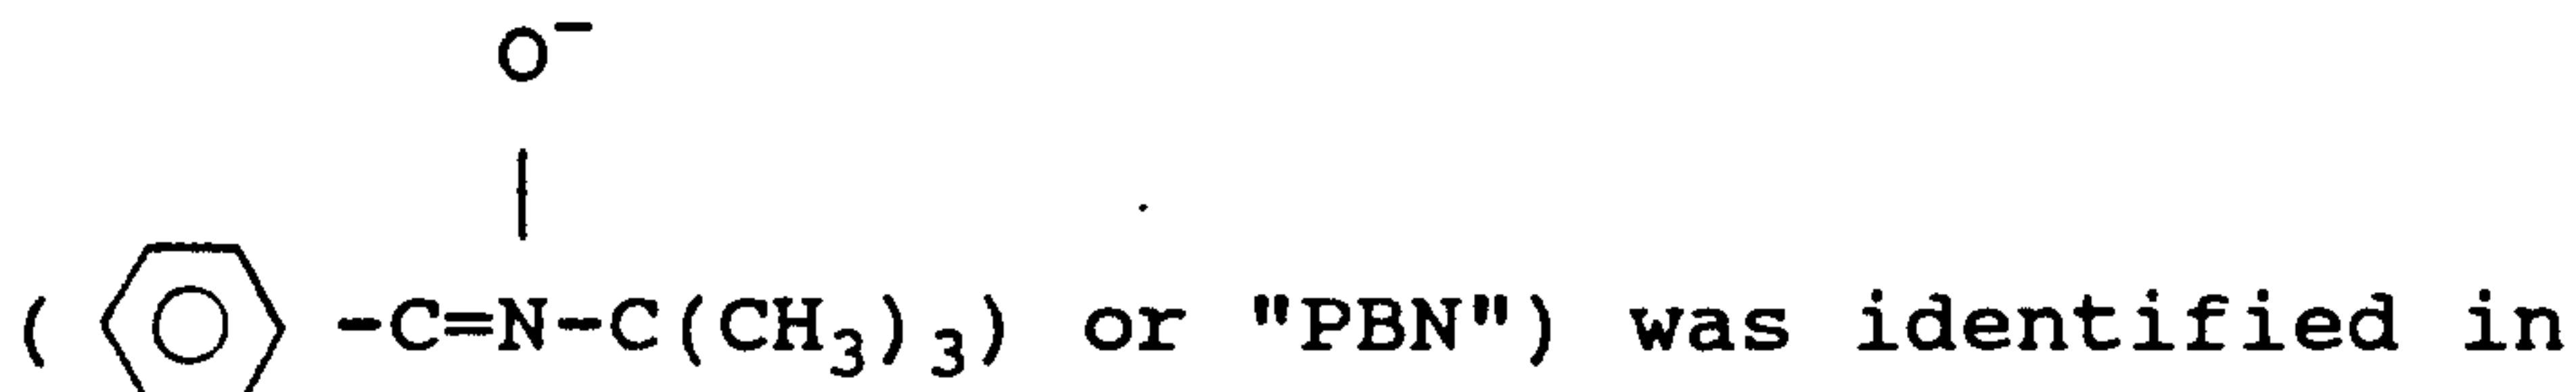 O⁻
( -C=N-C(CH₃)₃) or "PBN") was identified in